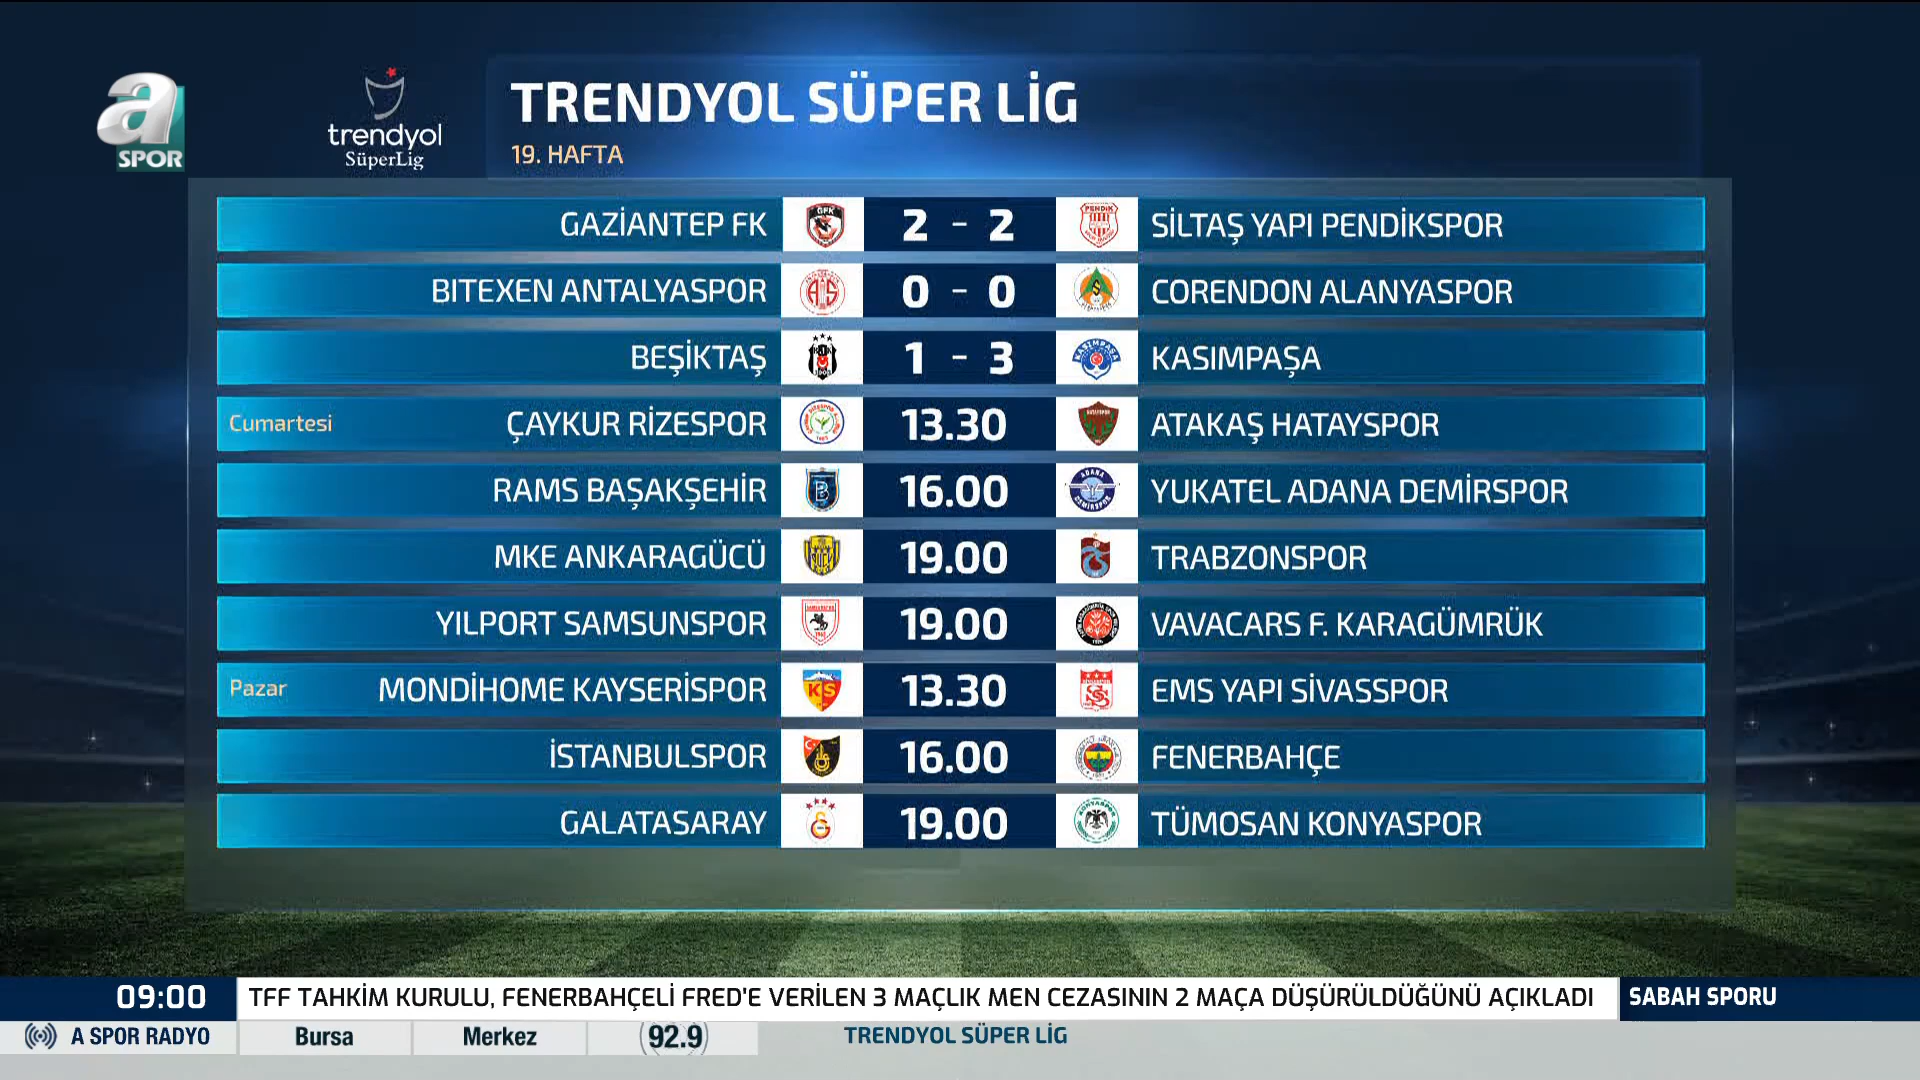 a
SPOR
trendyol
SüperLig
TRENDYOL SÜPER LİG
19. HAFTA
GAZİANTEP FK 2 - 2 SİLTAŞ YAPI PENDİKSPOR
BITEXEN ANTALYASPOR 0 - 0 CORENDON ALANYASPOR
BEŞİKTAŞ 1 - 3 KASIMPAŞA
Cumartesi ÇAYKUR RİZESPOR 13.30 ATAKAŞ HATAYSPOR
RAMS BAŞAKŞEHİR 16.00 YUKATEL ADANA DEMİRSPOR
MKE ANKARAGÜCÜ 19.00 TRABZONSPOR
YILPORT SAMSUNSPOR 19.00 VAVACARS F. KARAGÜMRÜK
Pazar MONDİHOME KAYSERİSPOR 13.30 EMS YAPI SİVASSPOR
İSTANBULSPOR 16.00 FENERBAHÇE
GALATASARAY 19.00 TÜMOSAN KONYASPOR
09:00 TFF TAHKİM KURULU, FENERBAHÇELİ FRED'E VERİLEN 3 MAÇLIK MEN CEZASININ 2 MAÇA DÜŞÜRÜLDÜĞÜNÜ AÇIKLADI SABAH SPORU
A SPOR RADYO Bursa Merkez 92.9 TRENDYOL SÜPER LİG